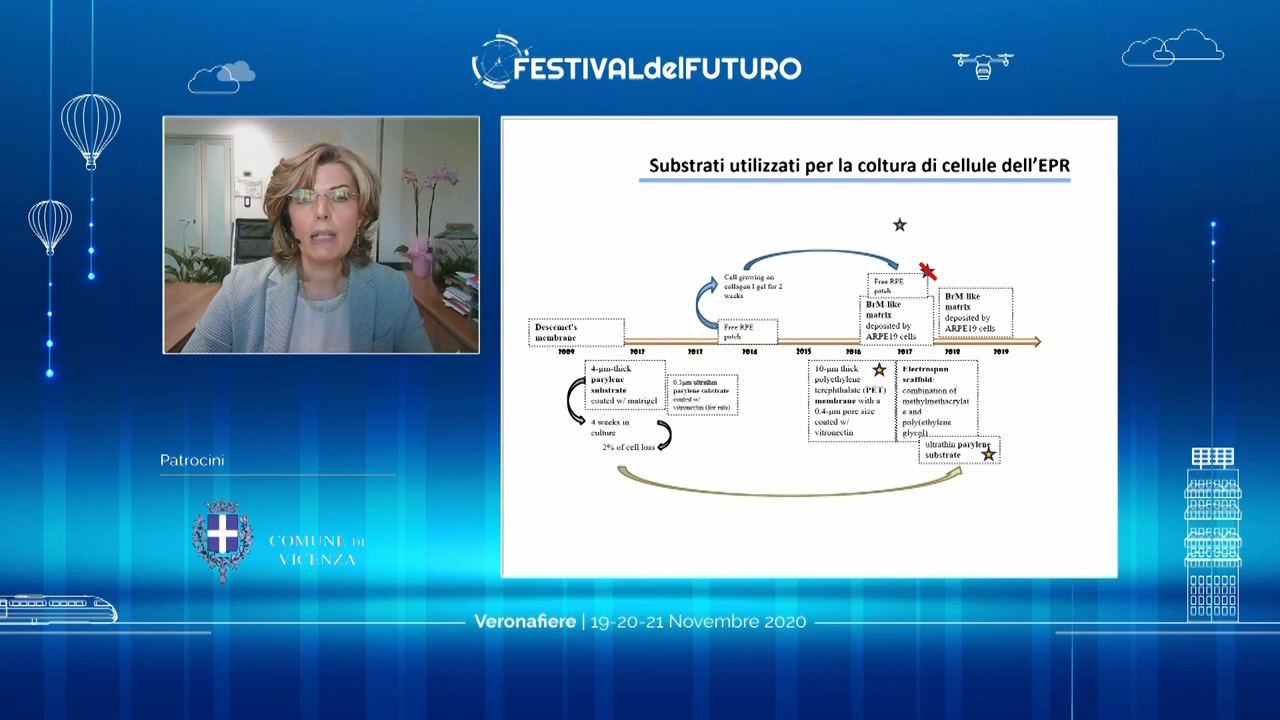 FESTIVALdelFUTURO
Substrati utilizzati per la coltura di cellule dell'EPR
Cell growing on
collagen I gel for 2
weeks
Free RPE
patch
BrM-like
matrix
deposited by
ARPE19 cells
BrM-like
matrix
deposited by
ARPE19 cells
Descemet's
membrane
Free RPE
patch
2009
2012
2013
2014
2015
2016
2017
2018
2019
4-µm-thick
parylene
substrate
coated w/ matrigel
0.3µm ultrathin
parylene substrate
coated w/
vitronectin (for rats)
4 weeks in
culture
2% of cell loss
10-µm thick
polyethylene
terephthalate (PET)
membrane with a
0.4-µm pore size
coated w/
vitronectin
Electrospun
scaffold:
combination of
methylmethacrylat
e and
poly(ethylene
glycol)
ultrathin parylene
substrate
Patrocini
COMUNE DI
VICENZA
Veronafiere | 19-20-21 Novembre 2020